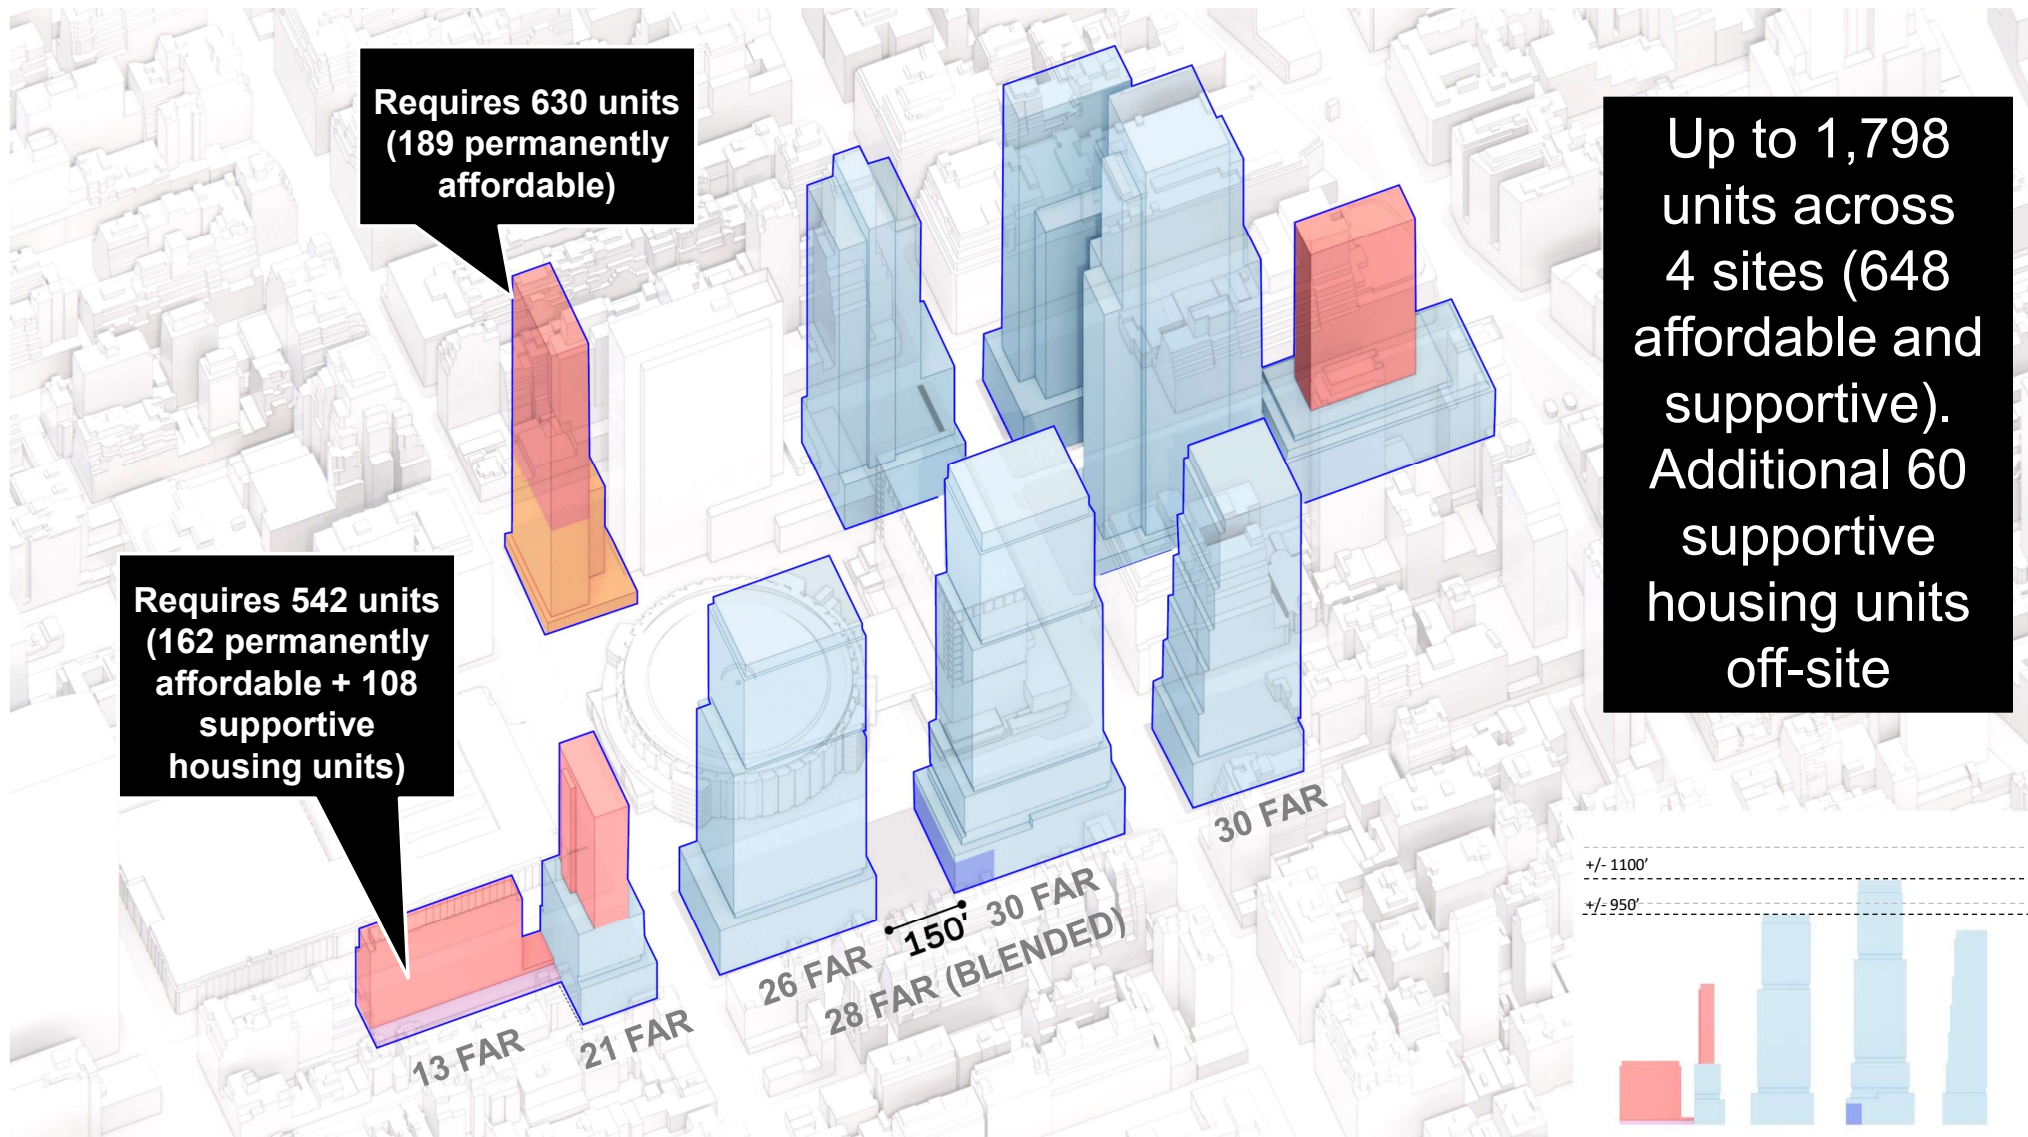 Requires 630 units
(189 permanently
affordable)
Up to 1,798
units across
4 sites (648
affordable and
supportive).
Additional 60
supportive
housing units
off-site
Requires 542 units
(162 permanently
affordable + 108
supportive
housing units)
30 FAR
+/- 1100’
+/- 950’
150'
30 FAR
26 FAR
28 FAR (BLENDED)
21 FAR
13 FAR